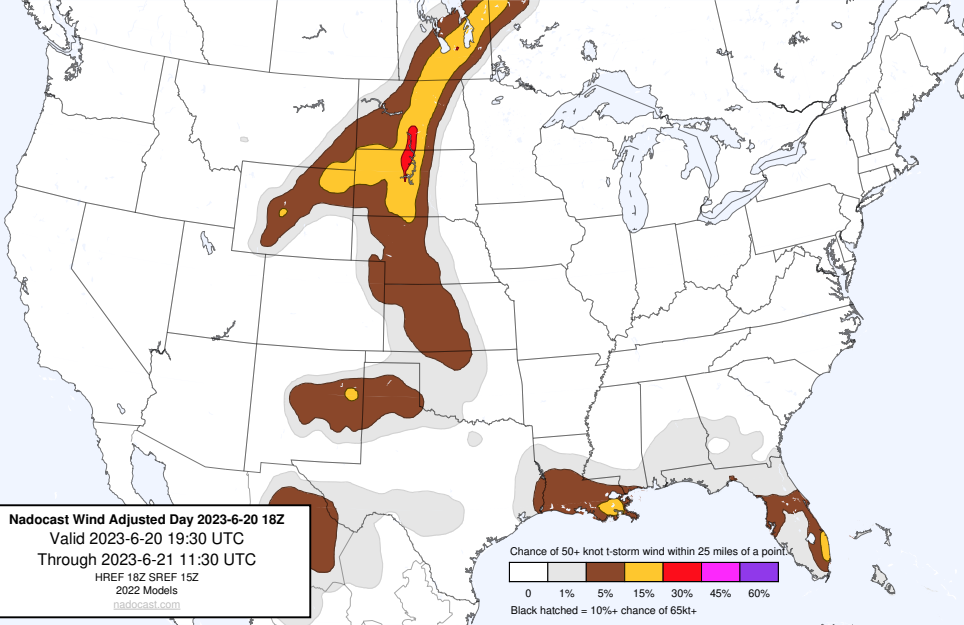 Nadocast Wind Adjusted Day 2023-6-20 18Z
Valid 2023-6-20 19:30 UTC
Through 2023-6-21 11:30 UTC
HREF 18Z SREF 15Z
2022 Models
nadocast.com
Chance of 50+ knot t-storm wind within 25 miles of a point.
0 1% 5% 15% 30% 45% 60%
Black hatched = 10%+ chance of 65kt+